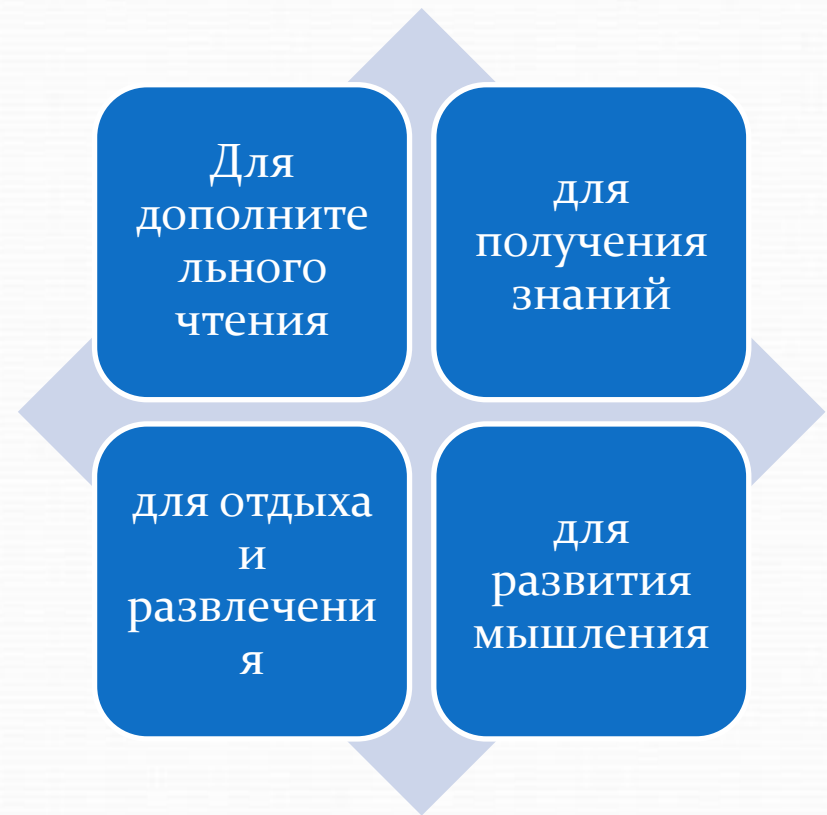 Для
дополните
льного
чтения
для
получения
знаний
для отдыха
и
развлечени
я
для
развития
мышления